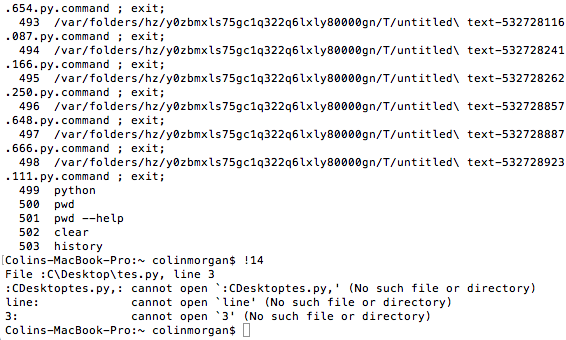 .654.py.command ; exit;
493 /var/folders/hz/y0zbmxls75gc1q322q6lxly80000gn/T/untitled\ text-532728116
.087.py.command ; exit;
494 /var/folders/hz/y0zbmxls75gc1q322q6lxly80000gn/T/untitled\ text-532728241
.166.py.command ; exit;
495 /var/folders/hz/y0zbmxls75gc1q322q6lxly80000gn/T/untitled\ text-532728262
.250.py.command ; exit;
496 /var/folders/hz/y0zbmxls75gc1q322q6lxly80000gn/T/untitled\ text-532728857
.648.py.command ; exit;
497 /var/folders/hz/y0zbmxls75gc1q322q6lxly80000gn/T/untitled\ text-532728887
.666.py.command ; exit;
498 /var/folders/hz/y0zbmxls75gc1q322q6lxly80000gn/T/untitled\ text-532728923
.111.py.command ; exit;
499 python
500 pwd
501 pwd --help
502 clear
503 history
Colins-MacBook-Pro:~ colinmorgan$ !14
File :C\Desktop\tes.py, line 3
:CDesktoptes.py,: cannot open `:CDesktoptes.py,' (No such file or directory)
line: cannot open `line' (No such file or directory)
3: cannot open `3' (No such file or directory)
Colins-MacBook-Pro:~ colinmorgan$